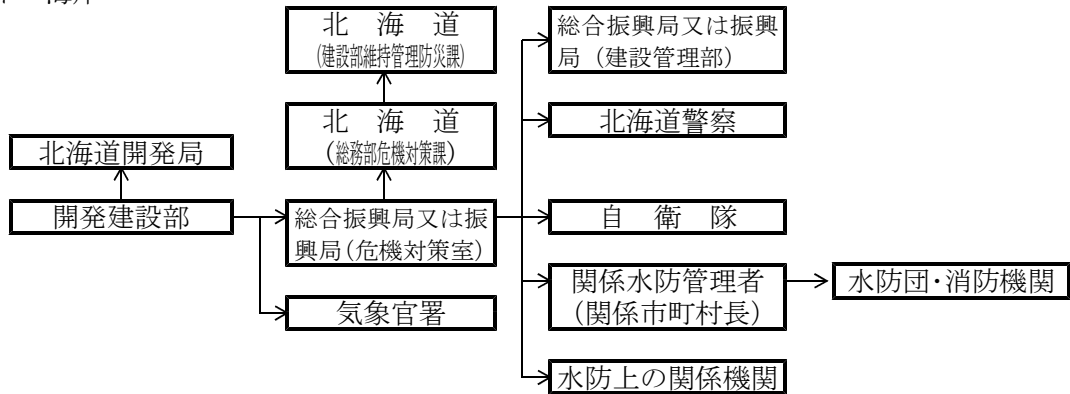 北　海　道
(建設部維持管理防災課)
総合振興局又は振興
局（建設管理部）
北　海　道
(総務部危機対策課)
北海道警察
北海道開発局
開発建設部
総合振興局又は振
興局(危機対策室)
自　衛　隊
関係水防管理者
(関係市町村長)
水防団･消防機関
気象官署
水防上の関係機関